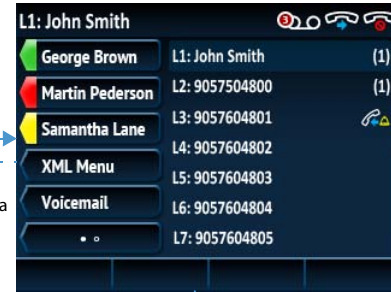 L1: John Smith
3
George Brown
L1: John Smith (1)
Martin Pederson
L2: 9057504800 (1)
Samantha Lane
L3: 9057604801
L4: 9057604802
XML Menu
L5: 9057604803
Voicemail
L6: 9057604804
L7: 9057604805
a